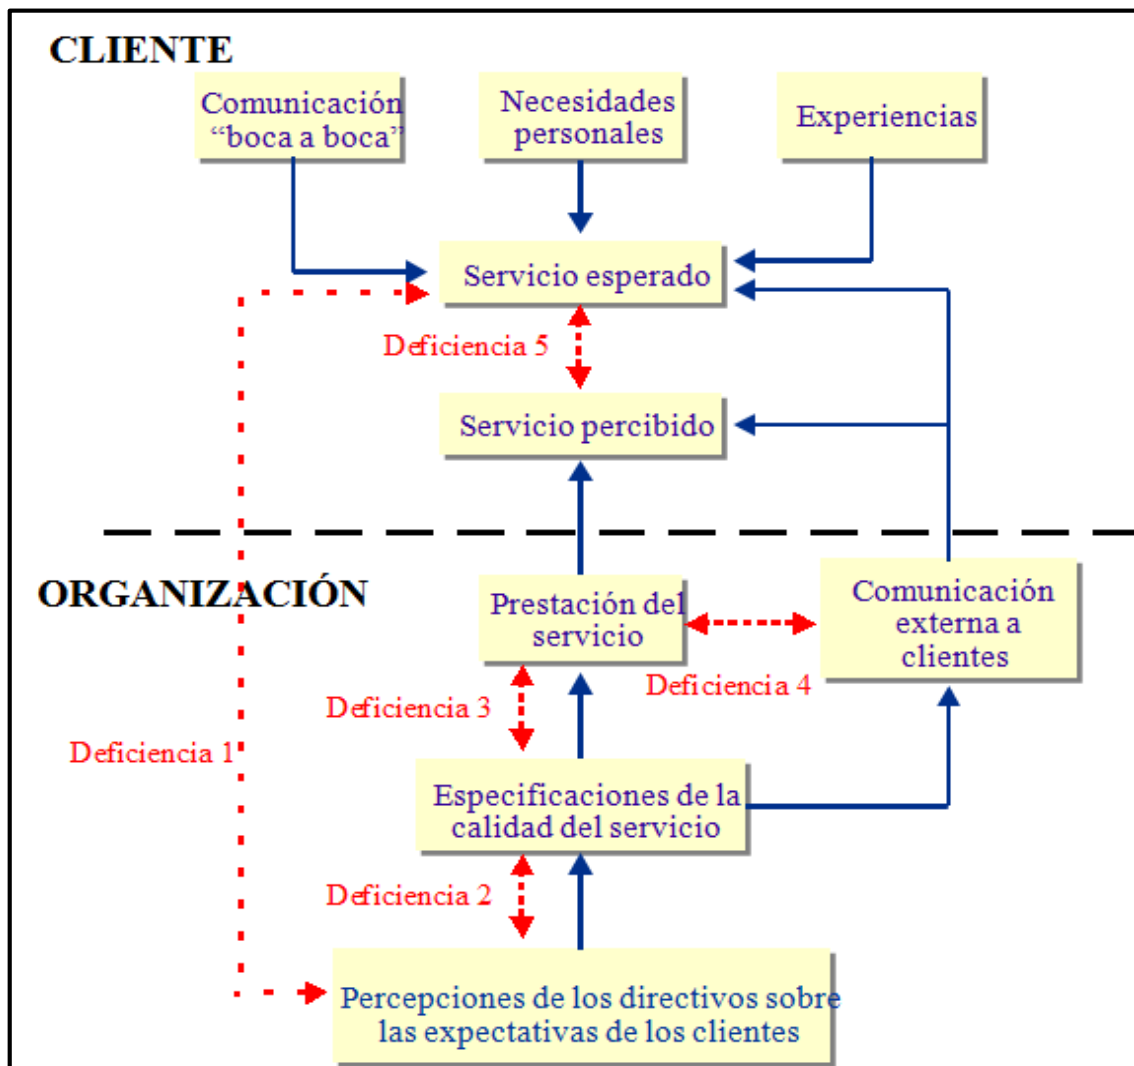 CLIENTE
Comunicación
“boca a boca”
Necesidades
personales
Experiencias
Servicio esperado
Deficiencia 5
Servicio percibido
ORGANIZACIÓN
Prestación del
servicio
Comunicación
externa a
clientes
Deficiencia 4
Deficiencia 3
Deficiencia 1
Especificaciones de la
calidad del servicio
Deficiencia 2
Percepciones de los directivos sobre
las expectativas de los clientes